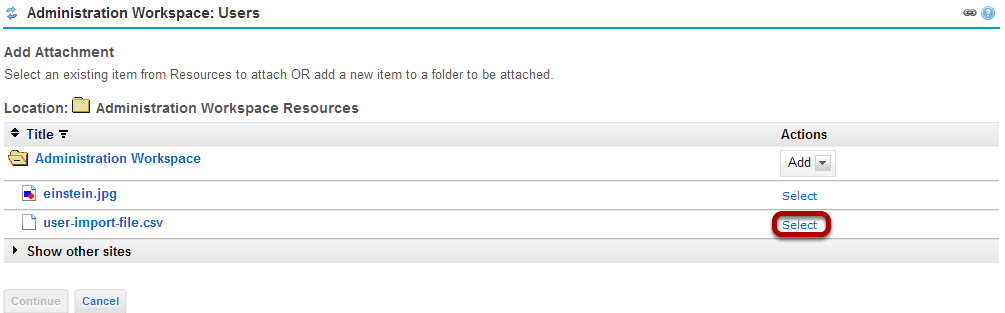 Administration Workspace: Users
Add Attachment
Select an existing item from Resources to attach OR add a new item to a folder to be attached.
Location: Administration Workspace Resources
Title Actions
Administration Workspace Add
einstein.jpg Select
user-import-file.csv Select
Show other sites
Continue Cancel